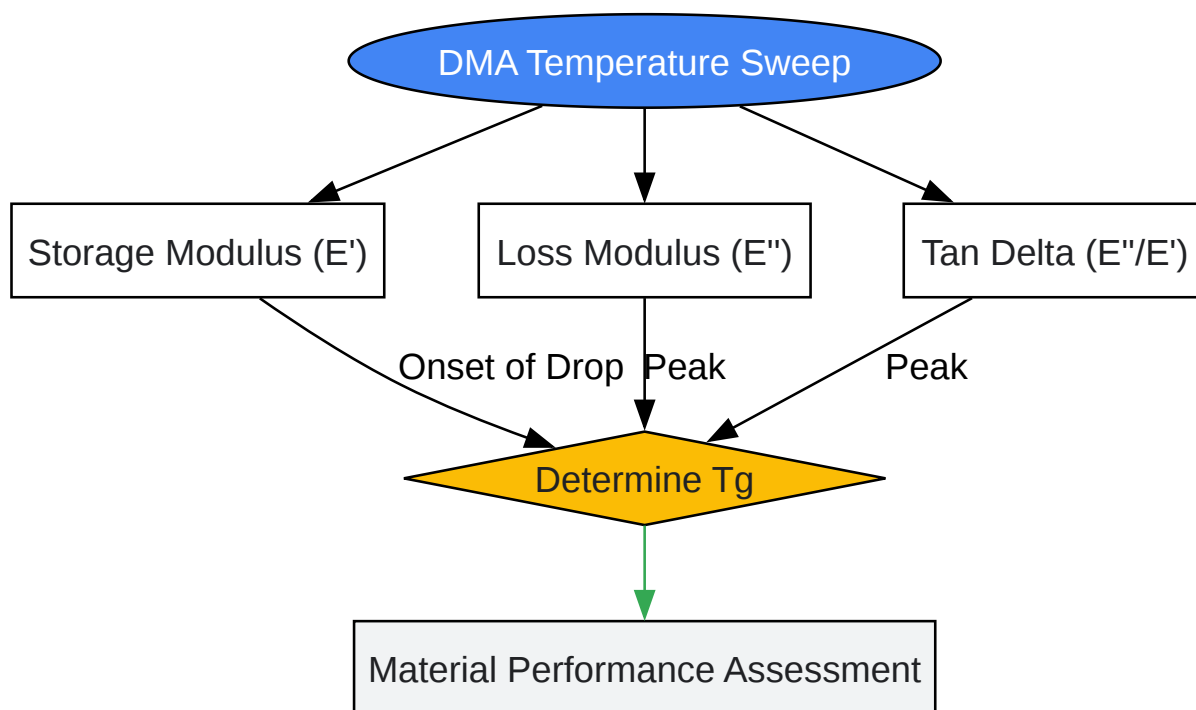 DMA Temperature Sweep
Storage Modulus (E')
Loss Modulus (E'')
Tan Delta (E''/E')
Onset of Drop
Peak
Peak
Determine Tg
Material Performance Assessment